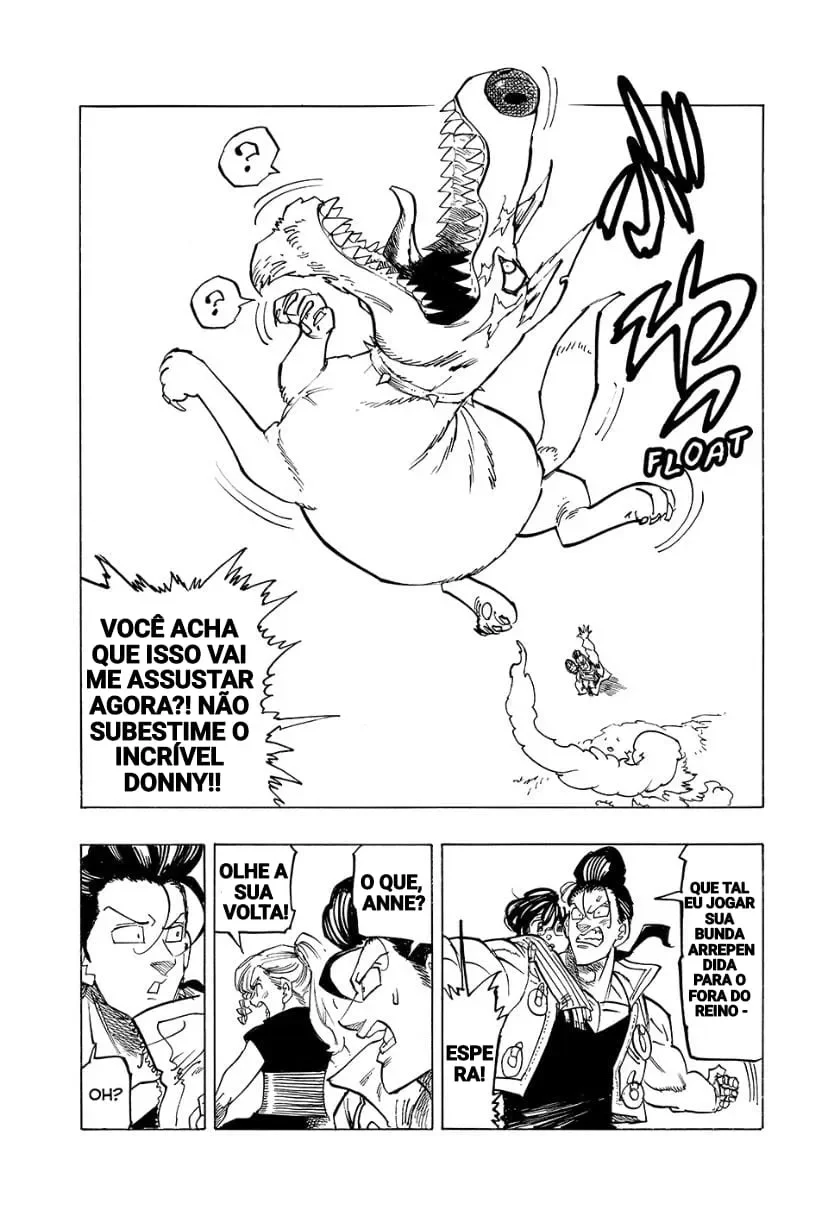 ?
?
FLOAT
VOCÊ ACHA
QUE ISSO VAI
ME ASSUSTAR
AGORA?! NÃO
SUBESTIME O
INCRÍVEL
DONNY!!
QUE TAL
EU JOGAR
SUA
BUNDA
ARREPEN
DIDA
PARA O
FORA DO
REINO -
ESPE
RA!
O QUE,
ANNE?
OLHE A
SUA
VOLTA!
OH?